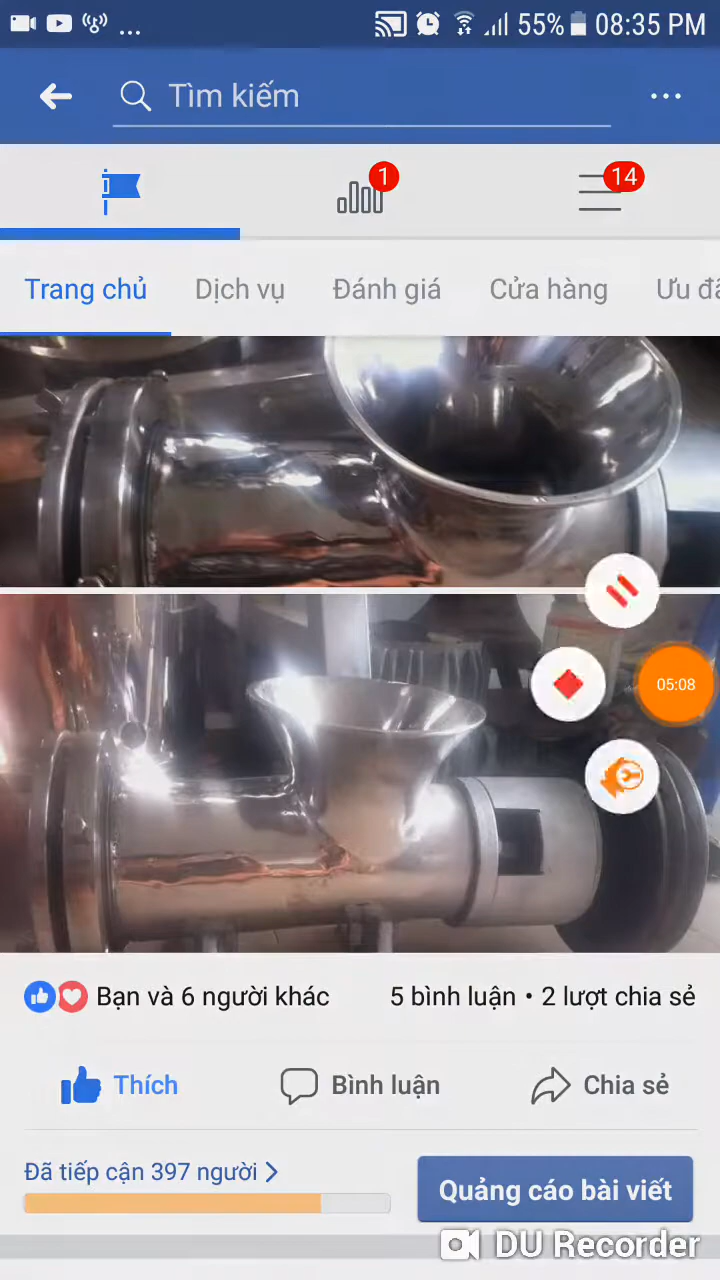 ... 55% 08:35 PM
Tìm kiếm
1
14
Trang chủ Dịch vụ Đánh giá Cửa hàng Ưu đã
05:08
Bạn và 6 người khác 5 bình luận • 2 lượt chia sẻ
Thích Bình luận Chia sẻ
Đã tiếp cận 397 người
Quảng cáo bài viết
DU Recorder